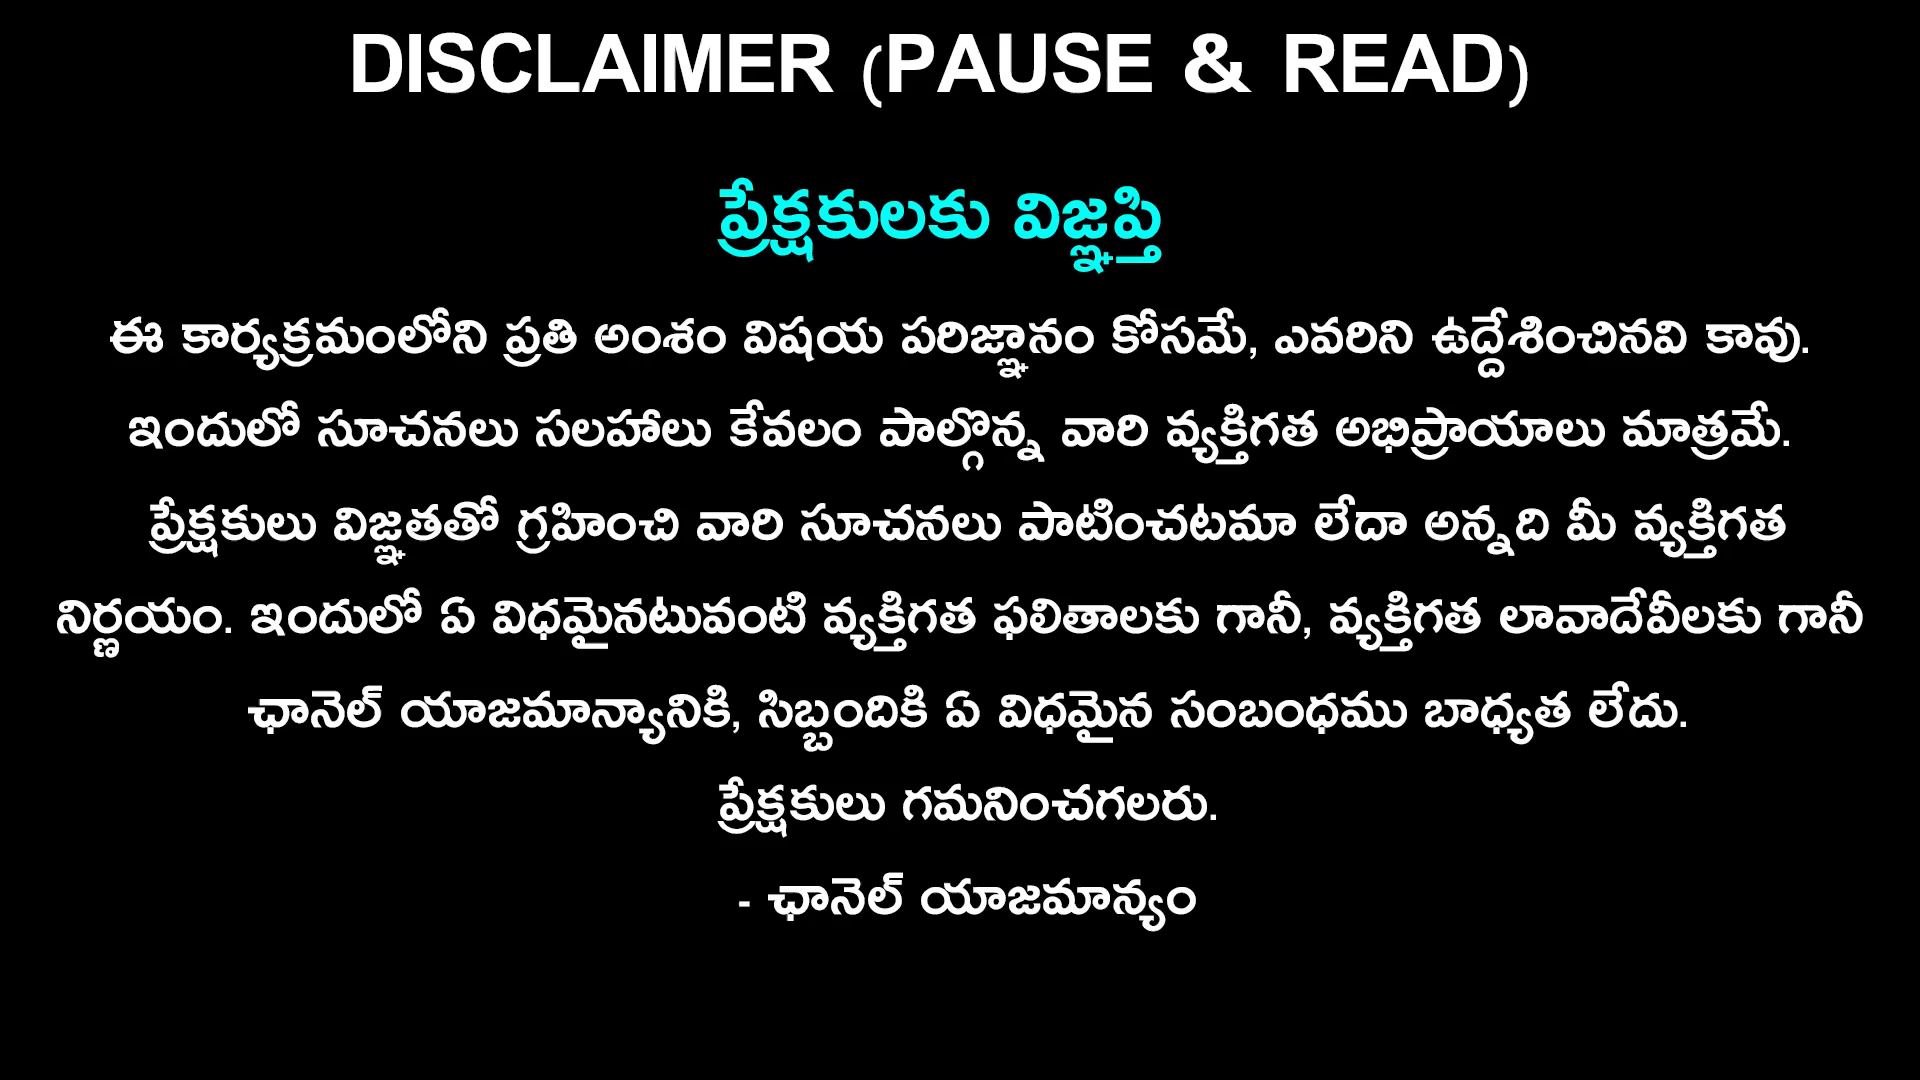 DISCLAIMER (PAUSE & READ)
ప్రేక్షకులకు విజ్ఞప్తి
ఈ కార్యక్రమంలోని ప్రతి అంశం విషయ పరిజ్ఞానం కోసమే, ఎవరిని ఉద్దేశించినవి కావు.
ఇందులో సూచనలు సలహాలు కేవలం పాల్గొన్న వారి వ్యక్తిగత అభిప్రాయాలు మాత్రమే.
ప్రేక్షకులు విజ్ఞతతో గ్రహించి వారి సూచనలు పాటించటమా లేదా అన్నది మీ వ్యక్తిగత
నిర్ణయం. ఇందులో ఏ విధమైనటువంటి వ్యక్తిగత ఫలితాలకు గానీ, వ్యక్తిగత లావాదేవీలకు గానీ
ఛానెల్ యాజమాన్యానికి, సిబ్బందికి ఏ విధమైన సంబంధము బాధ్యత లేదు.
ప్రేక్షకులు గమనించగలరు.
- ఛానెల్ యాజమాన్యం